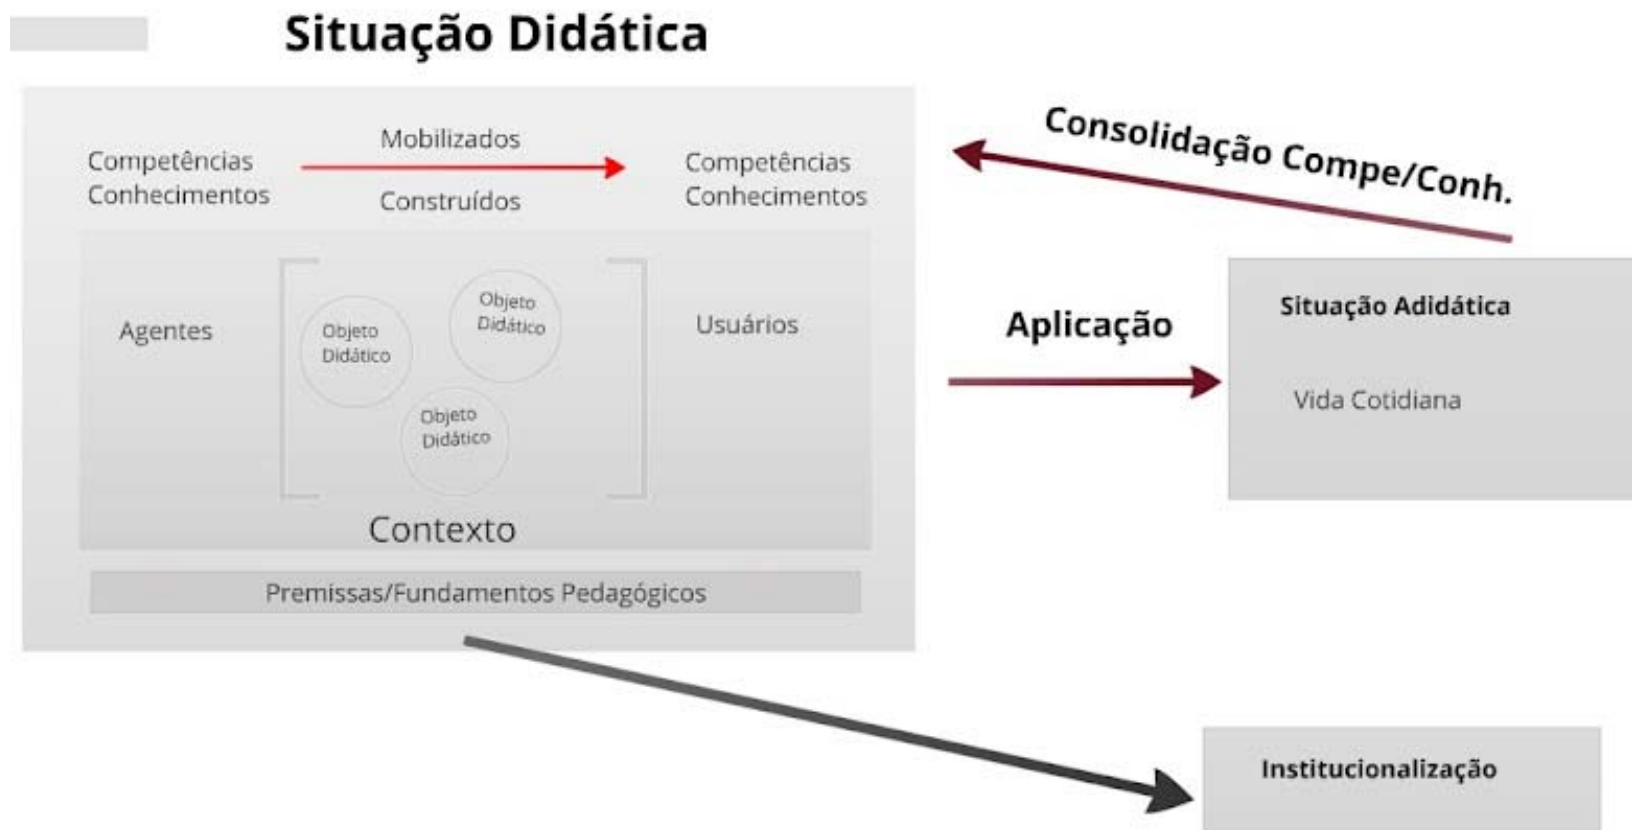 Situação Didática
Mobilizados
Competências
Conhecimentos
Construídos
Competências
Conhecimentos
Consolidação Compe/Conh.
Agentes
Objeto
Didático
Objeto
Didático
Objeto
Didático
Usuários
Contexto
Premissas/Fundamentos Pedagógicos
Aplicação
Situação Adidática
Vida Cotidiana
Institucionalização